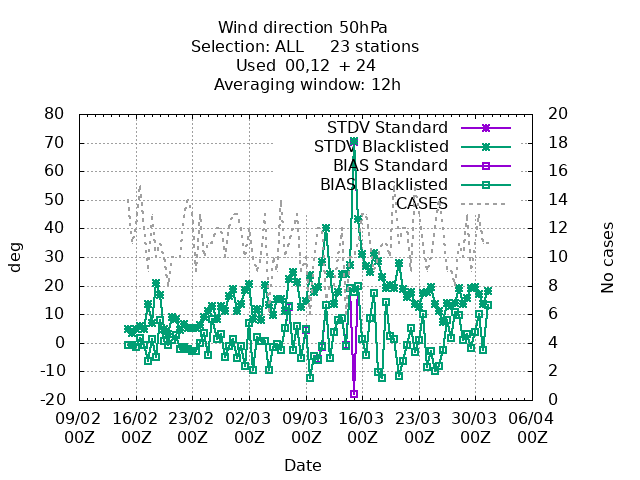 Wind direction 50hPa
Selection: ALL 23 stations
Used 00,12 + 24
Averaging window: 12h
80 20
STDV Standard
70 18
STDV Blacklisted
60 16
BIAS Standard
BIAS Blacklisted
50 14
CASES
40 12
30 10
20 8
10 6
0 4
-10 2
-20 0
deg
No cases
09/02 16/02 23/02 02/03 09/03 16/03 23/03 30/03 06/04
00Z 00Z 00Z 00Z 00Z 00Z 00Z 00Z 00Z
Date